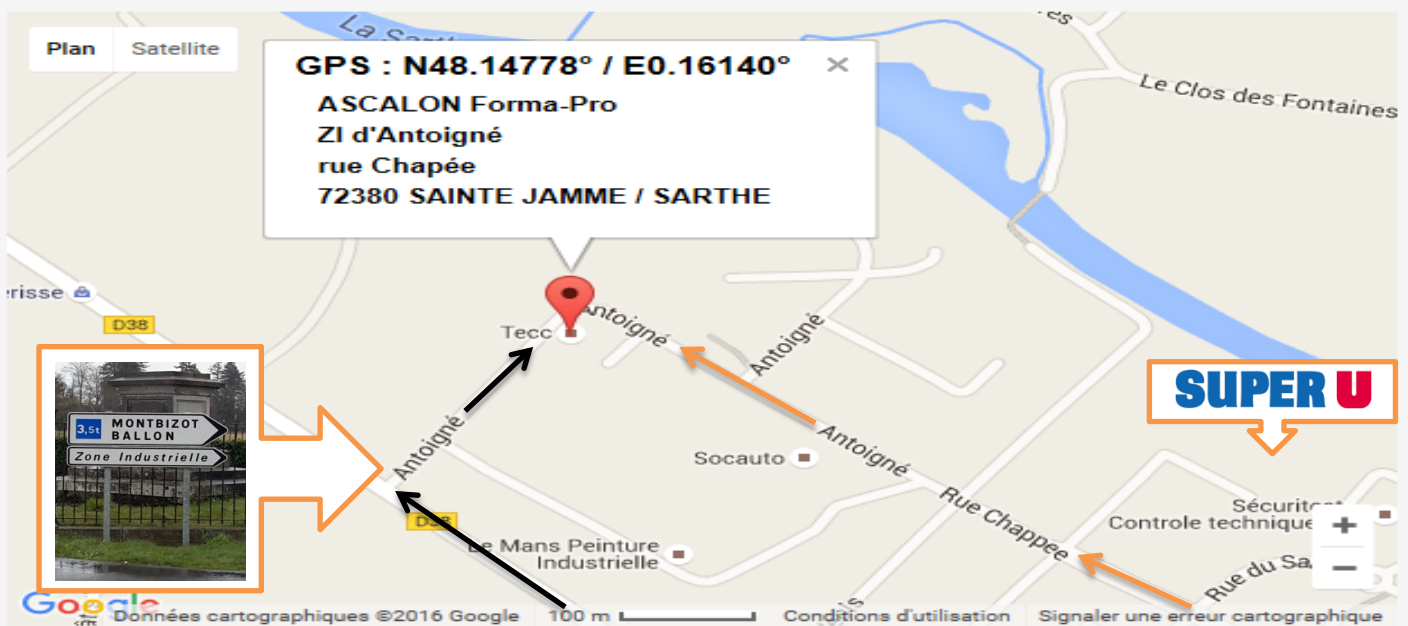 Plan
Satellite
La Sarthe
GPS : N48.14778° / E0.16140°
×
ASCALON Forma-Pro
ZI d'Antoigné
rue Chapée
72380 SAINTE JAMME / SARTHE
Le Clos des Fontaines
D38
Tecc
Antoigné
Antoigné
SUPER U
3,5t
MONTBIZOT
BALLON
Zone Industrielle
Antoigné
Socauto
Antoigné
Rue Chappee
D38
Le Mans Peinture
Industrielle
Controle technique
+
Rue du Sa
−
Google
Données cartographiques ©2016 Google
100 m
Conditions d'utilisation
Signaler une erreur cartographique